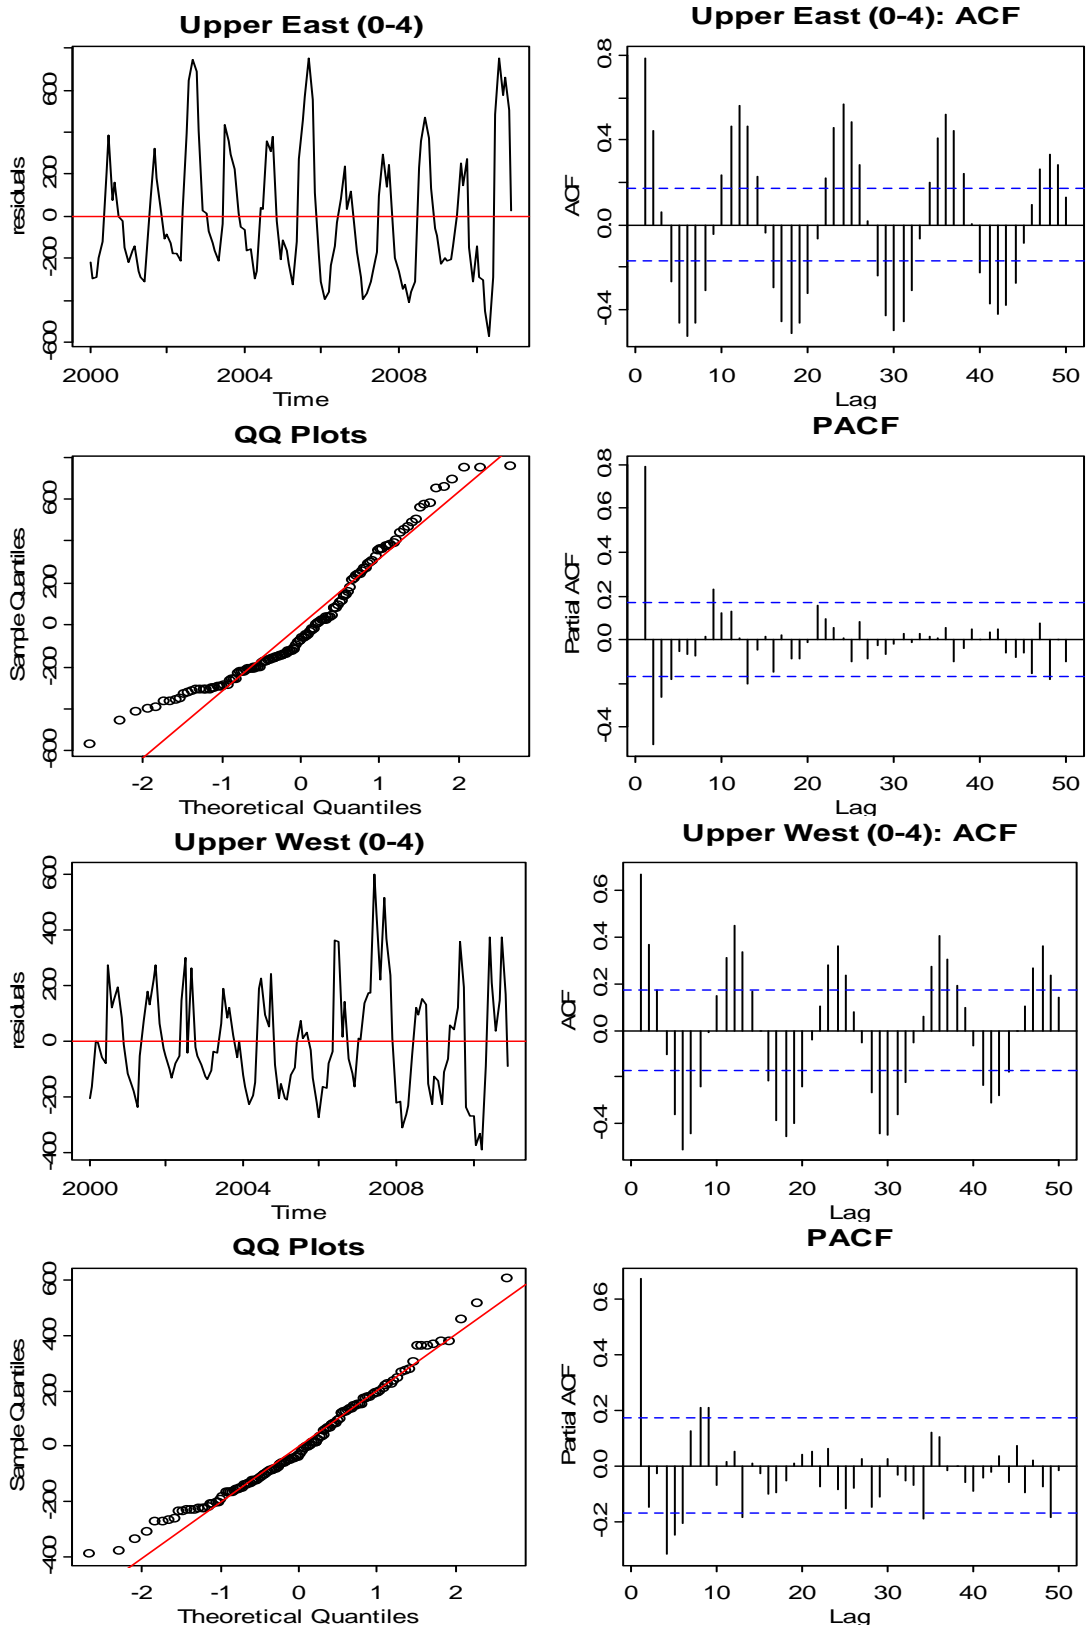 Upper East (0-4)
residuals
600
200
0
-200
-600
2000 2004 2008
Time
Upper East (0-4): ACF
ACF
0.8
0.4
0.0
-0.4
0 10 20 30 40 50
Lag
QQ Plots
Sample Quantiles
600
200
0
-200
-600
-2 -1 0 1 2
Theoretical Quantiles
PACF
Partial ACF
0.8
0.4
0.2
0.0
-0.4
0 10 20 30 40 50
Lag
Upper West (0-4)
residuals
600
400
200
0
-200
-400
2000 2004 2008
Time
Upper West (0-4): ACF
ACF
0.6
0.4
0.2
0.0
-0.4
0 10 20 30 40 50
Lag
QQ Plots
Sample Quantiles
600
400
200
0
-200
-400
-2 -1 0 1 2
Theoretical Quantiles
PACF
Partial ACF
0.6
0.4
0.2
0.0
-0.2
0 10 20 30 40 50
Lag